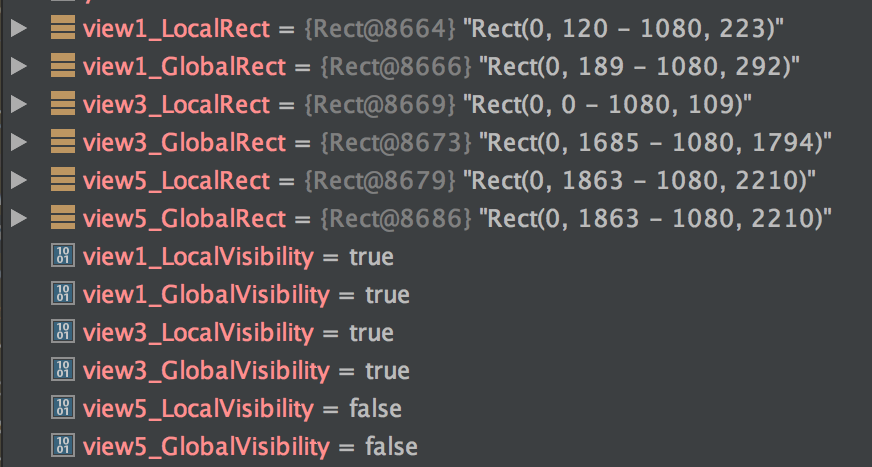 view1_LocalRect = {Rect@8664} "Rect(0, 120 - 1080, 223)"
view1_GlobalRect = {Rect@8666} "Rect(0, 189 - 1080, 292)"
view3_LocalRect = {Rect@8669} "Rect(0, 0 - 1080, 109)"
view3_GlobalRect = {Rect@8673} "Rect(0, 1685 - 1080, 1794)"
view5_LocalRect = {Rect@8679} "Rect(0, 1863 - 1080, 2210)"
view5_GlobalRect = {Rect@8686} "Rect(0, 1863 - 1080, 2210)"
view1_LocalVisibility = true
view1_GlobalVisibility = true
view3_LocalVisibility = true
view3_GlobalVisibility = true
view5_LocalVisibility = false
view5_GlobalVisibility = false